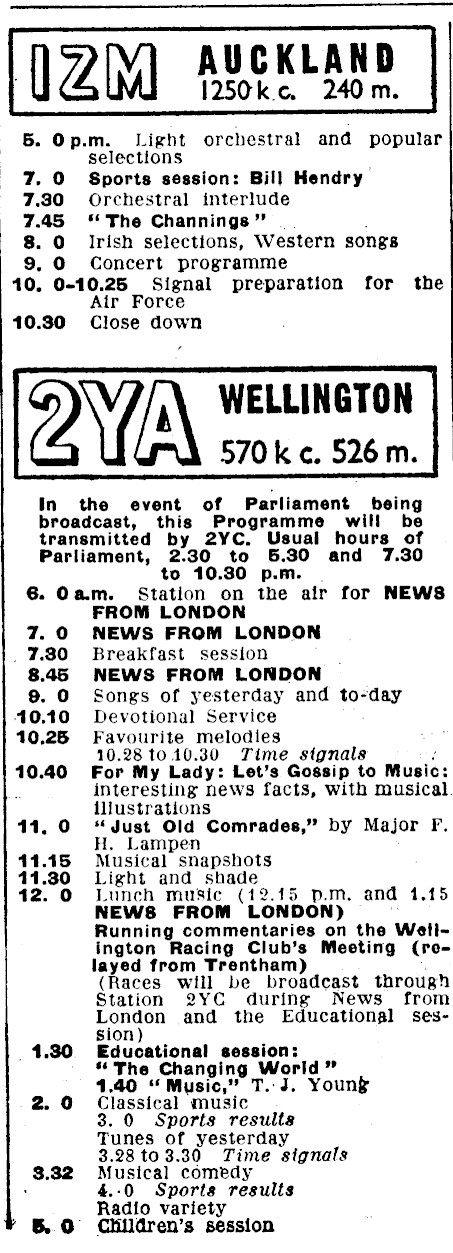 1ZM AUCKLAND
1250 k.c. 240 m.
5. 0 p.m. Light orchestral and popular
selections
7. 0 Sports session: Bill Hendry
7.30 Orchestral interlude
7.45 "The Channings"
8. 0 Irish selections, Western songs
9. 0 Concert programme
10. 0-10.25 Signal preparation for the
Air Force
10.30 Close down
2YA WELLINGTON
570 k c. 526 m.
In the event of Parliament being
broadcast, this Programme will be
transmitted by 2YC. Usual hours of
Parliament, 2.30 to 5.30 and 7.30
to 10.30 p.m.
6. 0 a.m. Station on the air for NEWS
FROM LONDON
7. 0 NEWS FROM LONDON
7.30 Breakfast session
8.45 NEWS FROM LONDON
9. 0 Songs of yesterday and to-day
10.10 Devotional Service
10.25 Favourite melodies
10.28 to 10.30 Time signals
10.40 For My Lady: Let's Gossip to Music:
interesting news facts, with musical
illustrations
11. 0 "Just Old Comrades," by Major F.
H. Lampen
11.15 Musical snapshots
11.30 Light and shade
12. 0 Lunch music (12.15 p.m. and 1.15
NEWS FROM LONDON)
Running commentaries on the Well-
ington Racing Club's Meeting (re-
layed from Trentham)
(Races will be broadcast through
Station 2YC during News from
London and the Educational ses-
sion)
1.30 Educational session:
"The Changing World"
1.40 "Music," T. J. Young
2. 0 Classical music
3. 0 Sports results
Tunes of yesterday
3.28 to 3.30 Time signals
3.32 Musical comedy
4. 0 Sports results
Radio variety
5. 0 Children's session